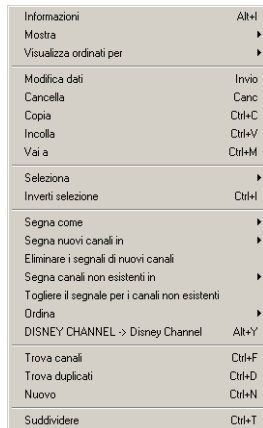 Informazioni Alt+I
Mostra
Visualizza ordinati per
Modifica dati Invio
Cancella Canc
Copia Ctrl+C
Incolla Ctrl+V
Vai a Ctrl+M
Seleziona
Inverti selezione Ctrl+I
Segna come
Segna nuovi canali in
Eliminare i segnali di nuovi canali
Segna canali non esistenti in
Togliere il segnale per i canali non esistenti
Ordina
DISNEY CHANNEL -> Disney Channel Alt+Y
Trova canali Ctrl+F
Trova duplicati Ctrl+D
Nuovo Ctrl+N
Suddividere Ctrl+T